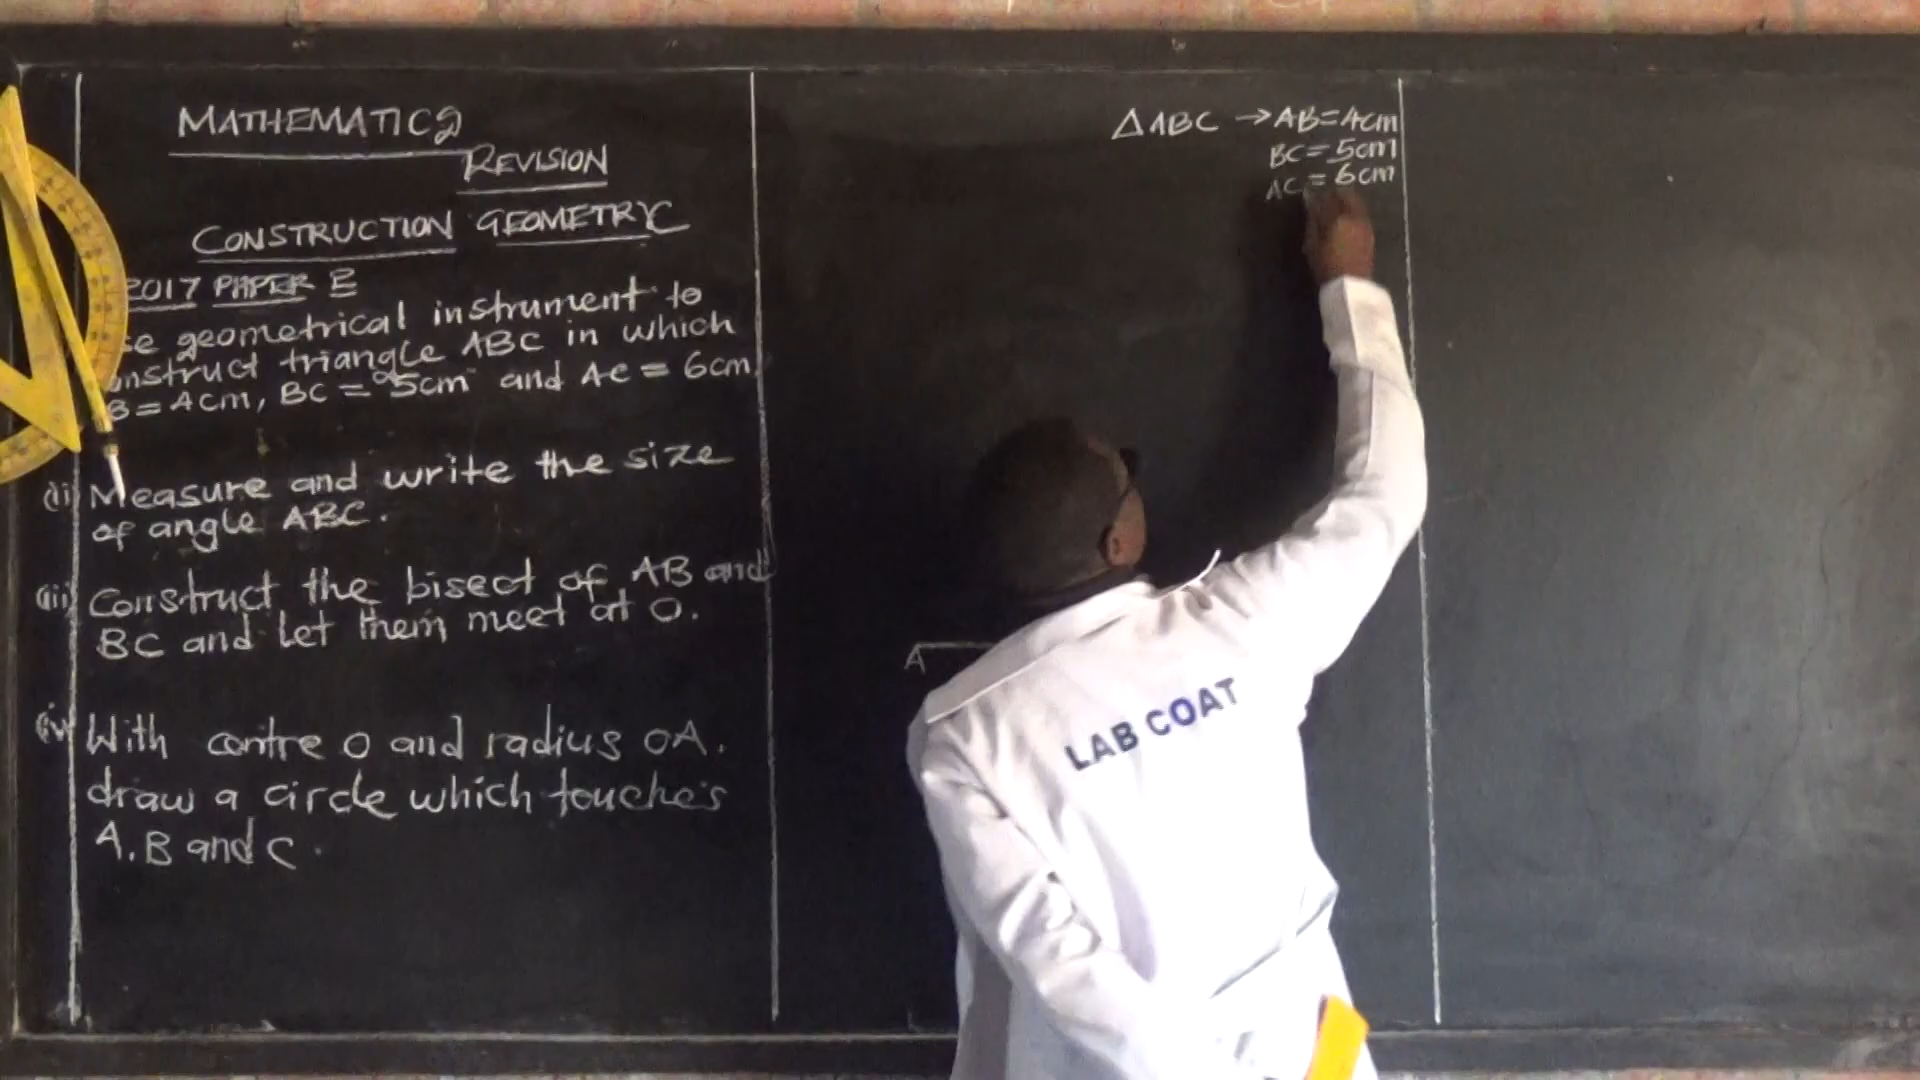 MATHEMATICS
REVISION
CONSTRUCTION GEOMETRY
2017 PAPER
geometrical instrument to
triangle ABC in which
= 4cm, BC = 5cm and AC = 6cm.
(ii) Measure and write the size
of angle ABC.
(iii) Construct the bisect of AB and
BC and let them meet at O.
(iv) With centre O and radius OA.
draw a circle which touches
A, B and C.
△ABC → AB = 4cm
BC = 5cm
AC = 6cm
A
LAB COAT